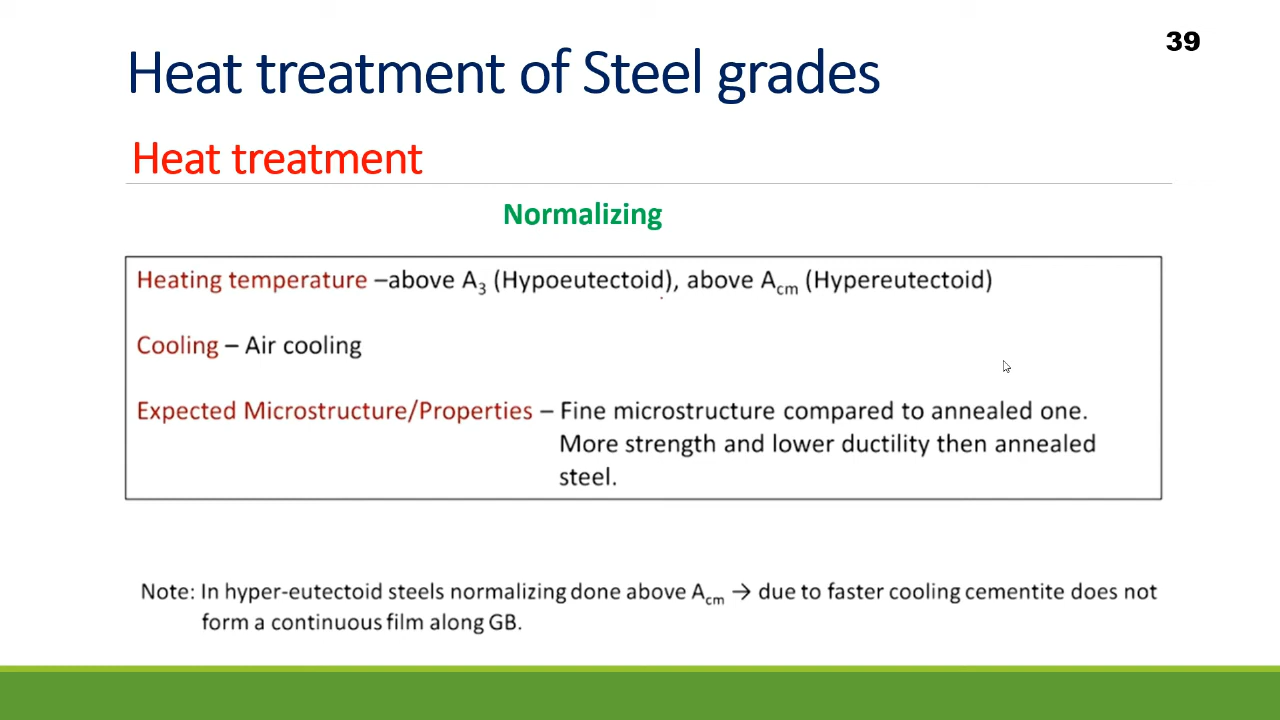 39
Heat treatment of Steel grades
Heat treatment
Normalizing
Heating temperature –above A₃ (Hypoeutectoid), above Acm (Hypereutectoid)
Cooling – Air cooling
Expected Microstructure/Properties – Fine microstructure compared to annealed one.
More strength and lower ductility then annealed
steel.
Note: In hyper-eutectoid steels normalizing done above Acm → due to faster cooling cementite does not
form a continuous film along GB.